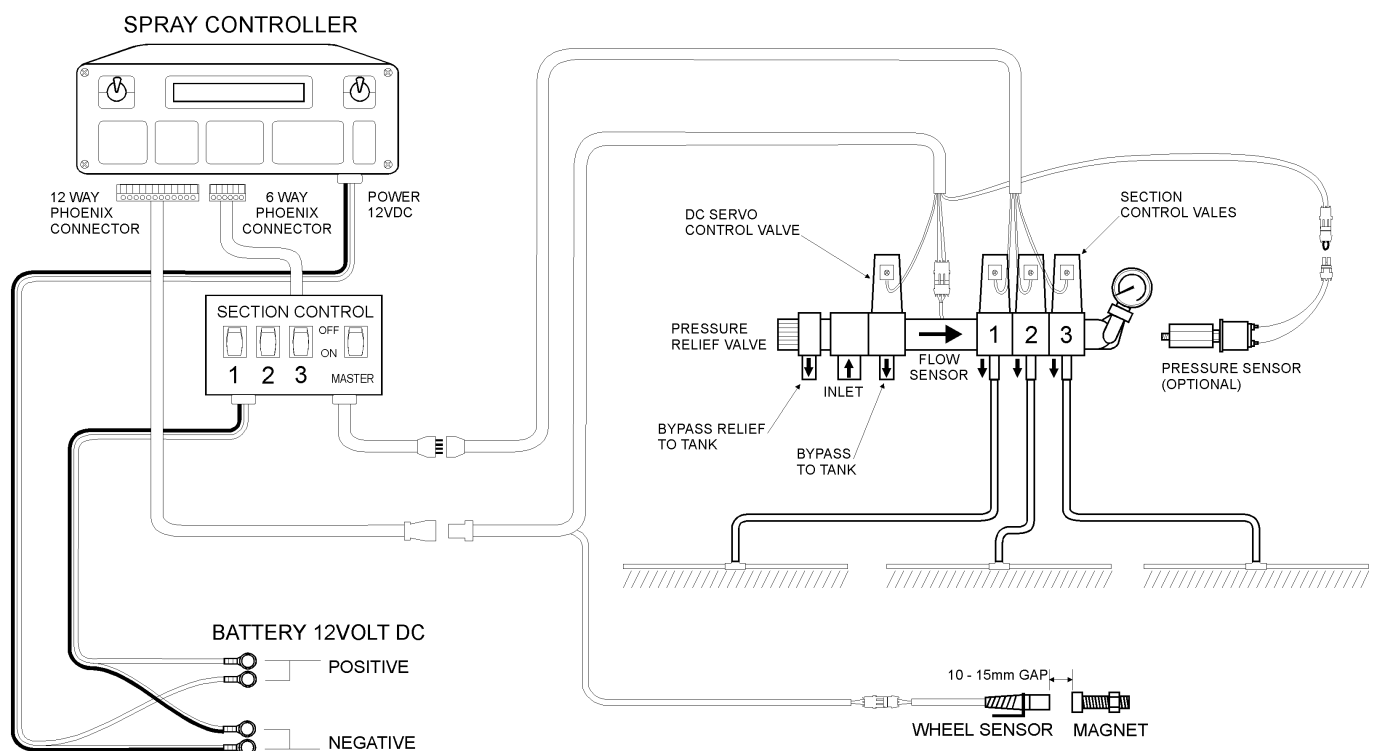 SPRAY CONTROLLER
12 WAY
PHOENIX
CONNECTOR
6 WAY
PHOENIX
CONNECTOR
POWER
12VDC
SECTION CONTROL
OFF
ON
1 2 3 MASTER
DC SERVO
CONTROL VALVE
SECTION
CONTROL VALES
PRESSURE
RELIEF VALVE
1 2 3
FLOW
SENSOR
INLET
BYPASS RELIEF
TO TANK
BYPASS
TO TANK
PRESSURE SENSOR
(OPTIONAL)
BATTERY 12VOLT DC
POSITIVE
NEGATIVE
10 - 15mm GAP
WHEEL SENSOR
MAGNET